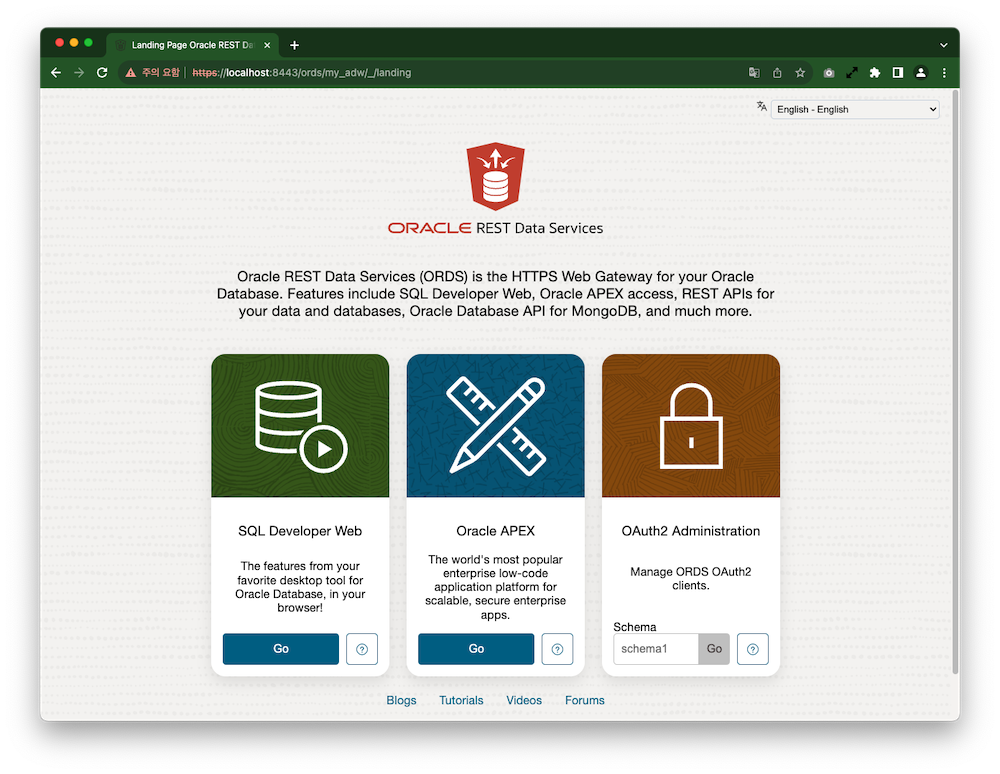 Landing Page Oracle REST Da
주의 요함
https://localhost:8443/ords/my_adw/_/landing
English - English
ORACLE REST Data Services
Oracle REST Data Services (ORDS) is the HTTPS Web Gateway for your Oracle
Database. Features include SQL Developer Web, Oracle APEX access, REST APIs for
your data and databases, Oracle Database API for MongoDB, and much more.
SQL Developer Web
The features from your
favorite desktop tool for
Oracle Database, in your
browser!
Go
?
Oracle APEX
The world's most popular
enterprise low-code
application platform for
scalable, secure enterprise
apps.
Go
?
OAuth2 Administration
Manage ORDS OAuth2
clients.
Schema
schema1
Go
?
Blogs
Tutorials
Videos
Forums